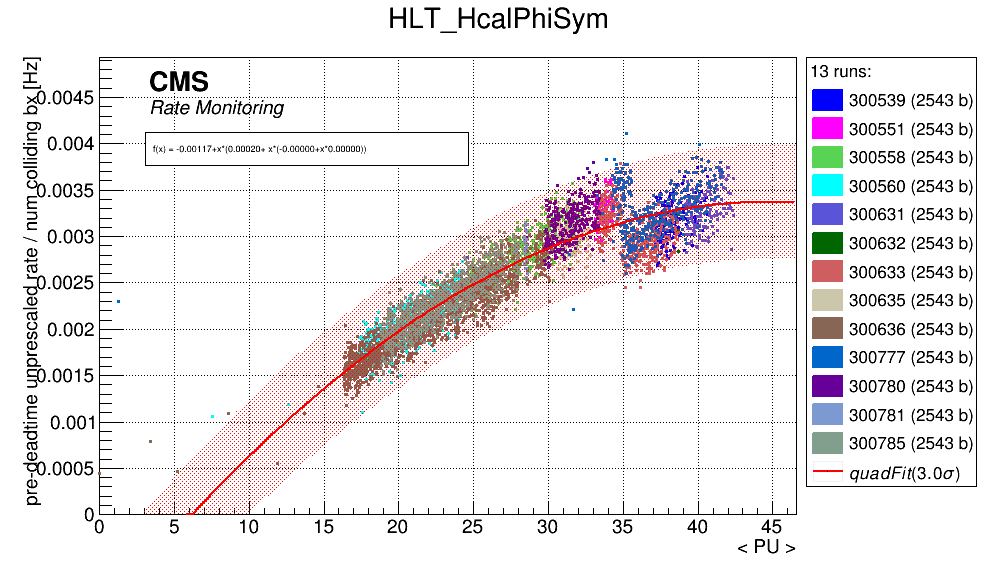 HLT_HcalPhiSym
pre-deadtime unprescaled rate / num colliding bx [Hz]
CMS
Rate Monitoring
f(x) = -0.00117+x*(0.00020+ x*(-0.00000+x*0.00000))
0.0045
0.004
0.0035
0.003
0.0025
0.002
0.0015
0.001
0.0005
0
0 5 10 15 20 25 30 35 40 45
< PU >
13 runs:
300539 (2543 b)
300551 (2543 b)
300558 (2543 b)
300560 (2543 b)
300631 (2543 b)
300632 (2543 b)
300633 (2543 b)
300635 (2543 b)
300636 (2543 b)
300777 (2543 b)
300780 (2543 b)
300781 (2543 b)
300785 (2543 b)
quadFit(3.0σ)